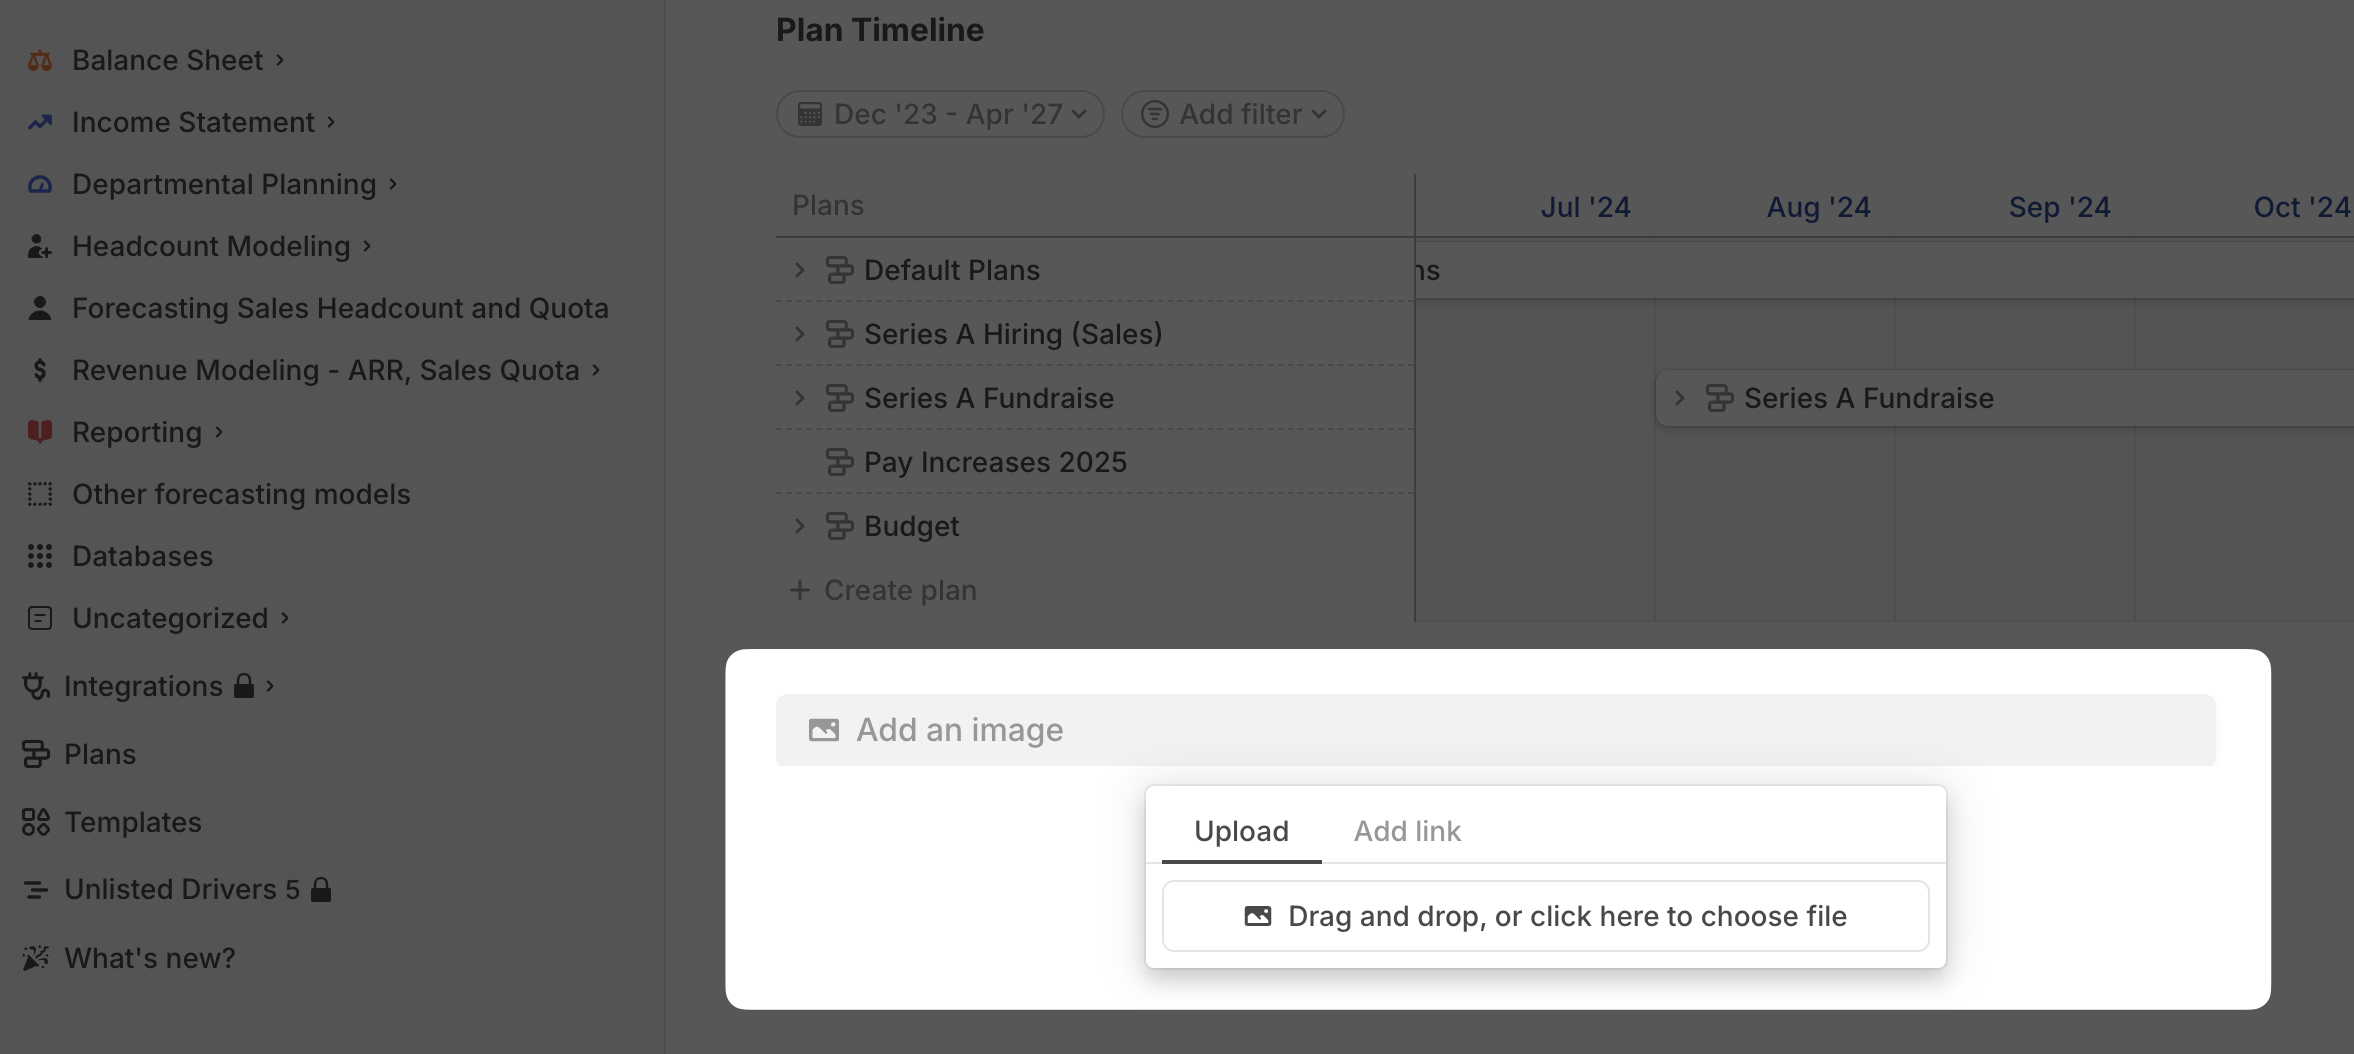 Balance Sheet
Income Statement
Departmental Planning
Headcount Modeling
Forecasting Sales Headcount and Quota
Revenue Modeling - ARR, Sales Quota
Reporting
Other forecasting models
Databases
Uncategorized
Integrations
Plans
Templates
Unlisted Drivers 5
What's new?
Plan Timeline
Dec '23 - Apr '27 Add filter
Plans Jul '24 Aug '24 Sep '24 Oct '24
Default Plans ns
Series A Hiring (Sales)
Series A Fundraise Series A Fundraise
Pay Increases 2025
Budget
+ Create plan
Add an image
Upload Add link
Drag and drop, or click here to choose file